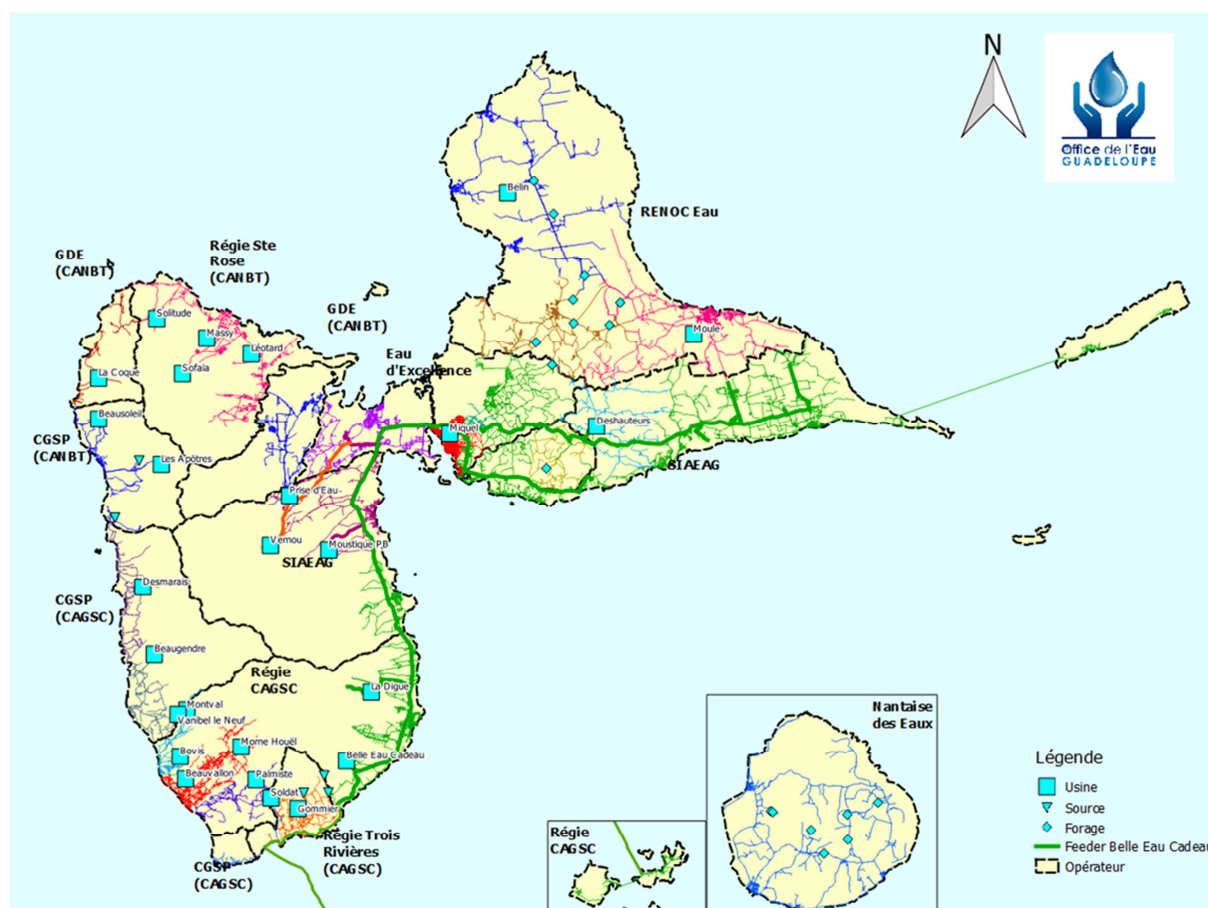 N
Office de l'Eau
GUADELOUPE
Belin
RENOC Eau
GDE
(CANBT)
Régie Ste
Rose
(CANBT)
GDE
(CANBT)
Eau
d'Excellence
Solitude
Massy
Léotard
Sofaia
La Coque
Moule
Beausoleil
CGSP
(CANBT)
Les Apôtres
Miquel
Deshauteurs
SIAEAG
Prise d'Eau
Vernou
Moustique PB
SIAEAG
Desmarais
CGSP
(CAGSC)
Beaugendre
Régie
CAGSC
La Digue
Montval
Vanibel le Neuf
Bovis
Morne Houël
Belle Eau Cadeau
Beauvallon
Palmiste
Soldat
Gommier
Régie Trois
Rivières
(CAGSC)
CGSP
(CAGSC)
Régie
CAGSC
Nantaise
des Eaux
Légende
Usine
Source
Forage
Feeder Belle Eau Cadeau
Opérateur